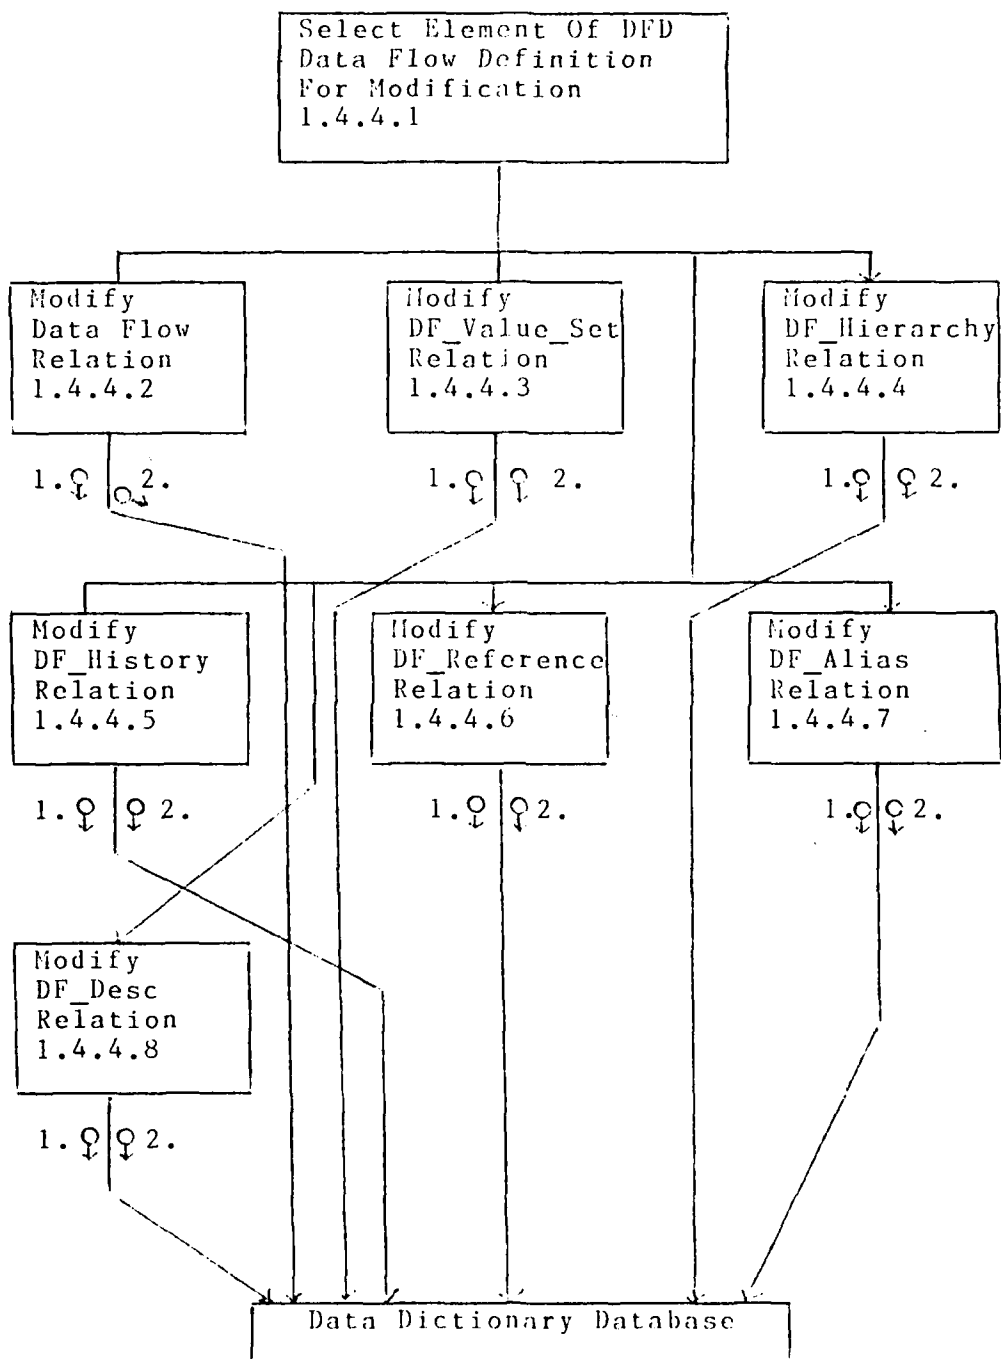 Select Element Of DFD
Data Flow Definition
For Modification
1.4.4.1
Modify
Data Flow
Relation
1.4.4.2
Modify
DF_Value_Set
Relation
1.4.4.3
Modify
DF_Hierarchy
Relation
1.4.4.4
1. 2.
1. 2.
1. 2.
Modify
DF_History
Relation
1.4.4.5
Modify
DF_Reference
Relation
1.4.4.6
Modify
DF_Alias
Relation
1.4.4.7
1. 2.
1. 2.
1. 2.
Modify
DF_Desc
Relation
1.4.4.8
1. 2.
Data Dictionary Database